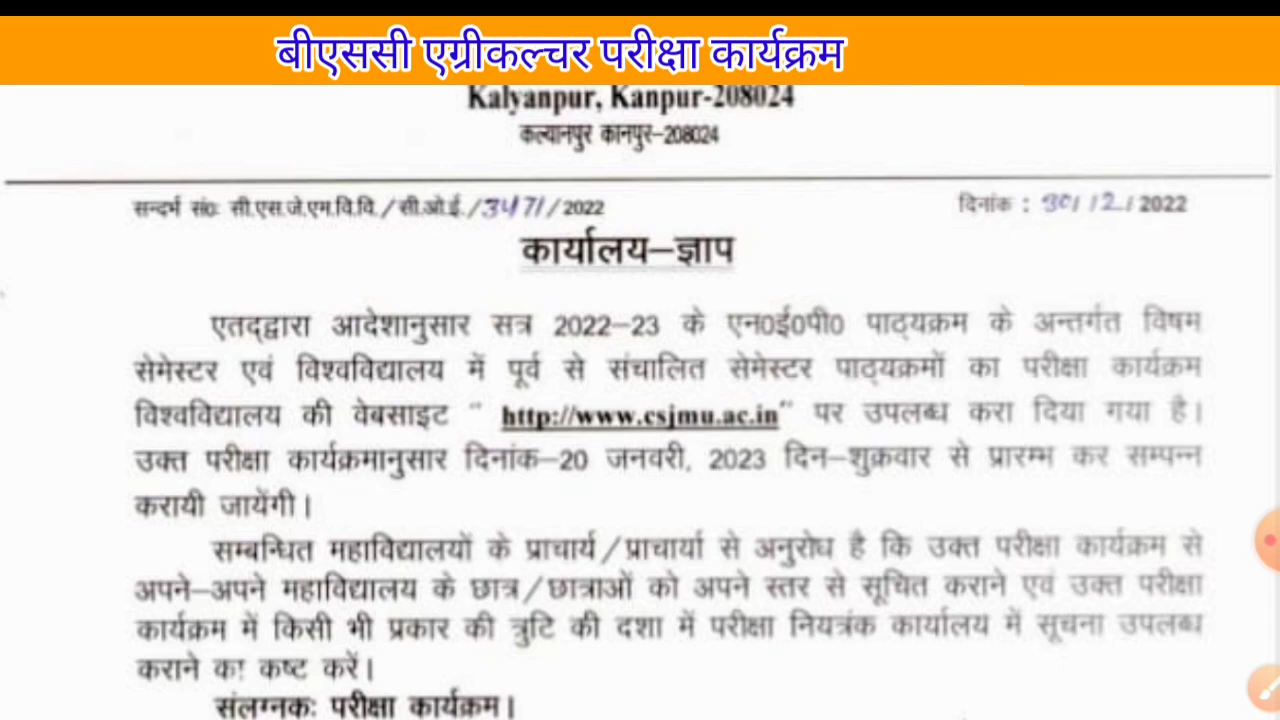 बीएससी एग्रीकल्चर परीक्षा कार्यक्रम
Kalyanpur, Kanpur-208024
कल्यानपुर कानपुर–208024
सन्दर्भ सं०: सी.एस.जे.एम.वि.वि./सी.ओ.ई./3471/2022 दिनांक : 30/12/2022
कार्यालय–ज्ञाप
एतद्द्वारा आदेशानुसार सत्र 2022–23 के एन0ई0पी0 पाठ्यक्रम के अन्तर्गत विषम
सेमेस्टर एवं विश्वविद्यालय में पूर्व से संचालित सेमेस्टर पाठ्यक्रमों का परीक्षा कार्यक्रम
विश्वविद्यालय की वेबसाइट " http://www.csjmu.ac.in" पर उपलब्ध करा दिया गया है।
उक्त परीक्षा कार्यक्रमानुसार दिनांक–20 जनवरी, 2023 दिन–शुक्रवार से प्रारम्भ कर सम्पन्न
करायी जायेंगी।
सम्बन्धित महाविद्यालयों के प्राचार्य/प्राचार्या से अनुरोध है कि उक्त परीक्षा कार्यक्रम से
अपने–अपने महाविद्यालय के छात्र/छात्राओं को अपने स्तर से सूचित कराने एवं उक्त परीक्षा
कार्यक्रम में किसी भी प्रकार की त्रुटि की दशा में परीक्षा नियत्रंक कार्यालय में सूचना उपलब्ध
कराने का कष्ट करें।
संलग्नकः परीक्षा कार्यक्रम।